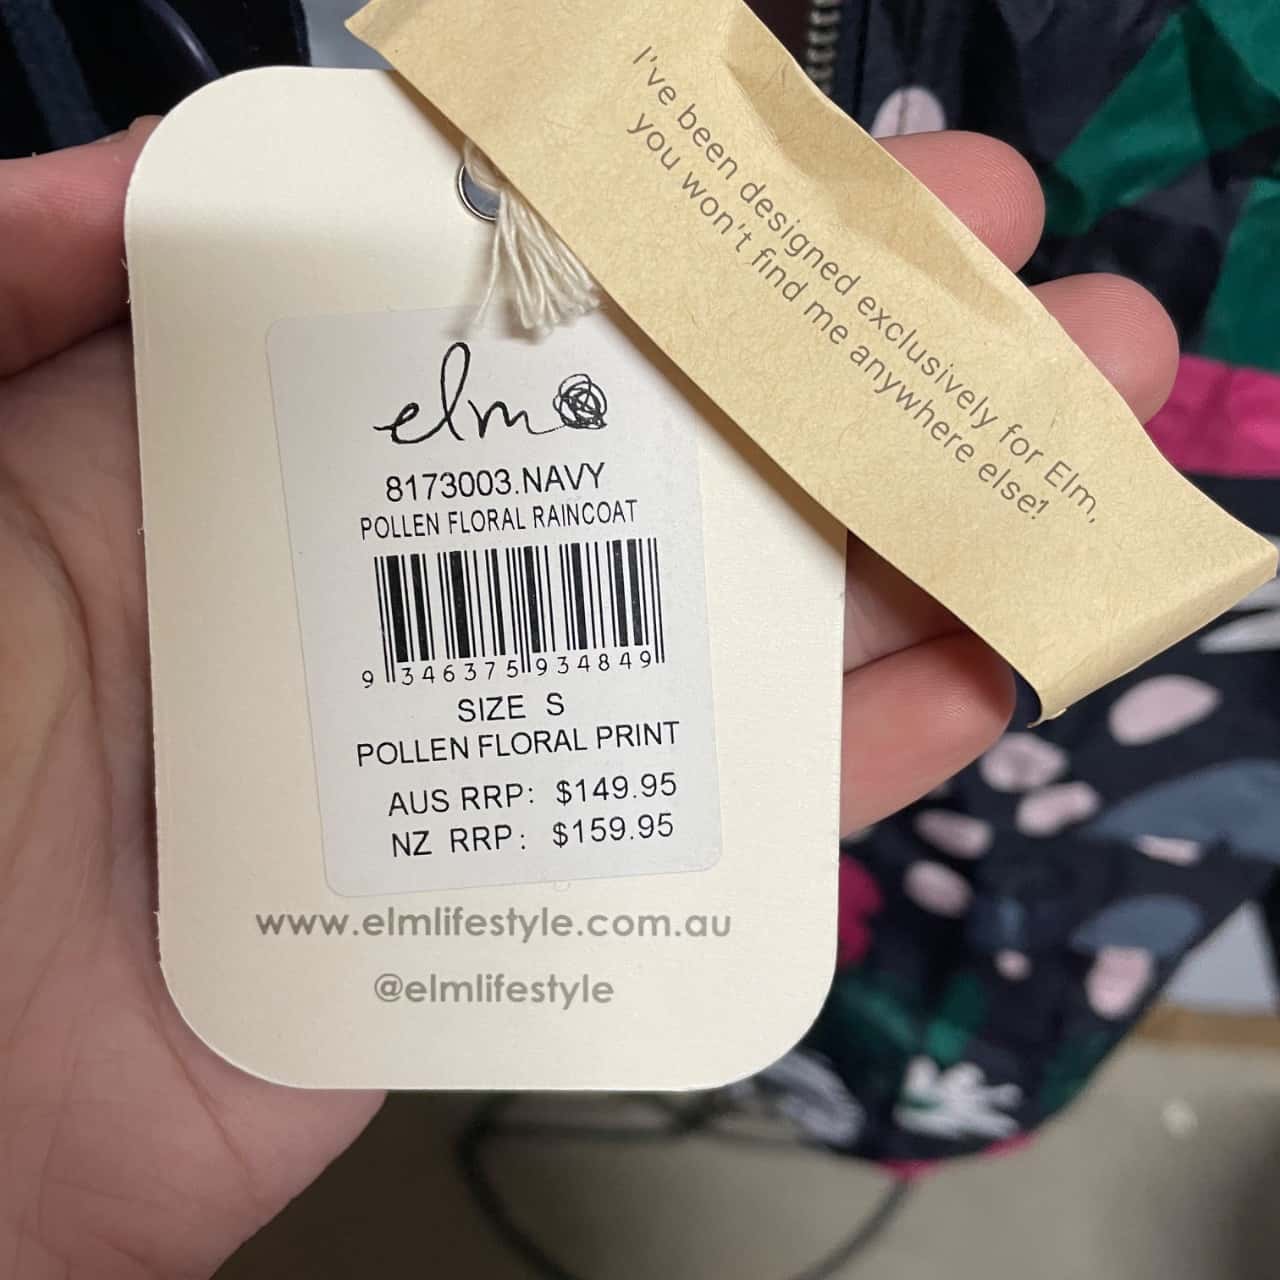 I've been designed exclusively for Elm,
you won't find me anywhere else!
elm
8173003.NAVY
POLLEN FLORAL RAINCOAT
9 346375 934849
SIZE S
POLLEN FLORAL PRINT
AUS RRP: $149.95
NZ RRP: $159.95
www.elmlifestyle.com.au
@elmlifestyle